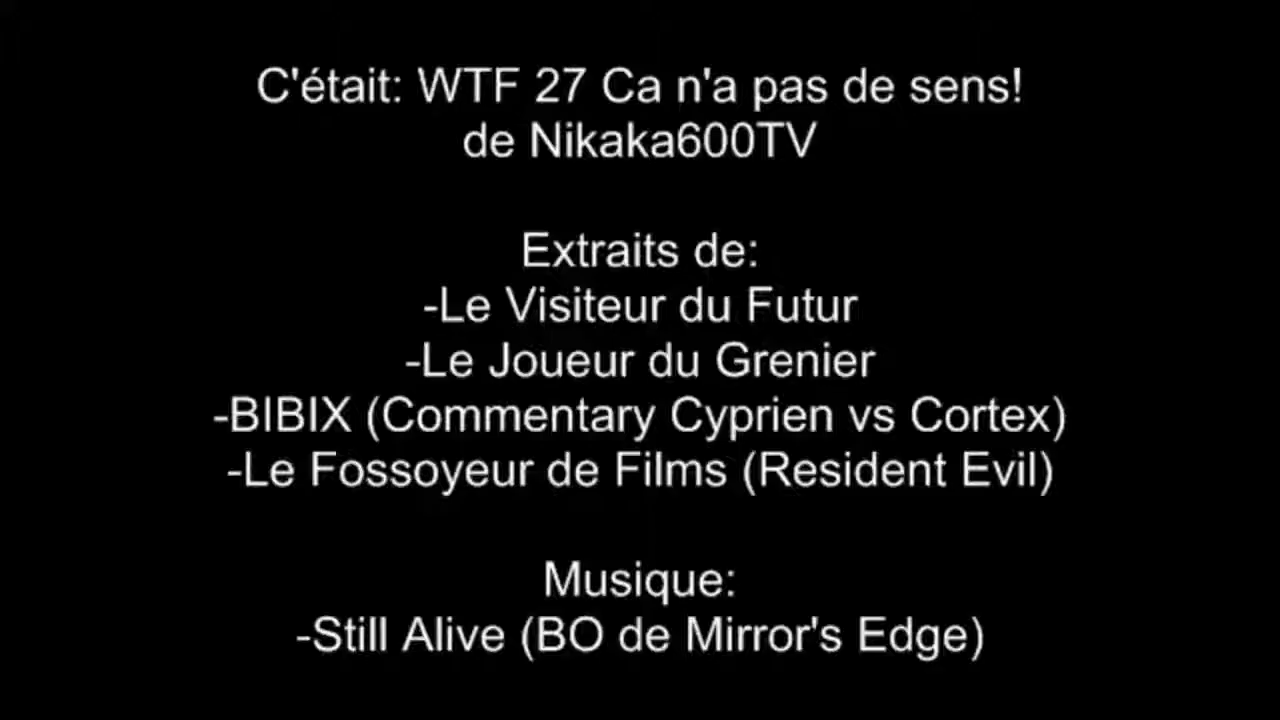 C'était: WTF 27 Ca n'a pas de sens!
de Nikaka600TV
Extraits de:
-Le Visiteur du Futur
-Le Joueur du Grenier
-BIBIX (Commentary Cyprien vs Cortex)
-Le Fossoyeur de Films (Resident Evil)
Musique:
-Still Alive (BO de Mirror's Edge)